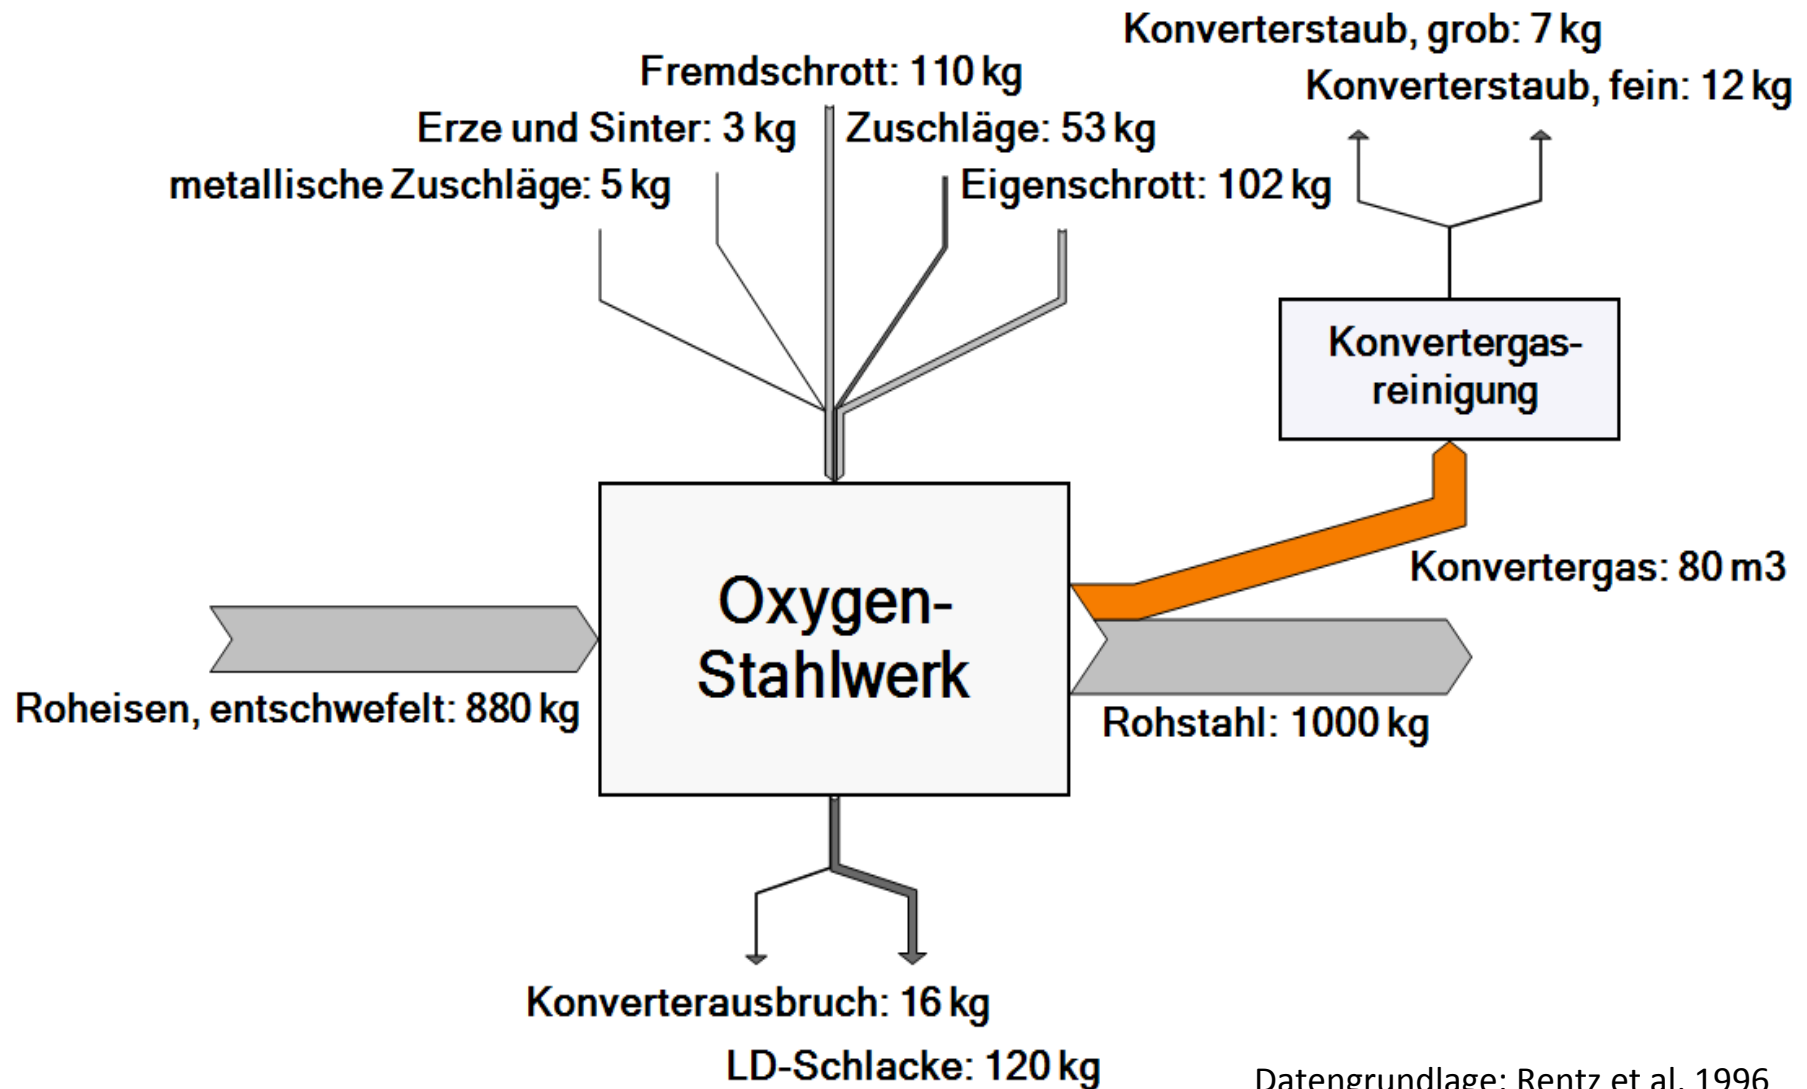 Konverterstaub, grob: 7 kg
Fremdschrott: 110 kg
Konverterstaub, fein: 12 kg
Erze und Sinter: 3 kg
Zuschläge: 53 kg
metallische Zuschläge: 5 kg
Eigenschrott: 102 kg
Konvertergas-
reinigung
Konvertergas: 80 m3
Oxygen-
Stahlwerk
Roheisen, entschwefelt: 880 kg
Rohstahl: 1000 kg
Konverterausbruch: 16 kg
LD-Schlacke: 120 kg
Datengrundlage: Rentz et al. 1996